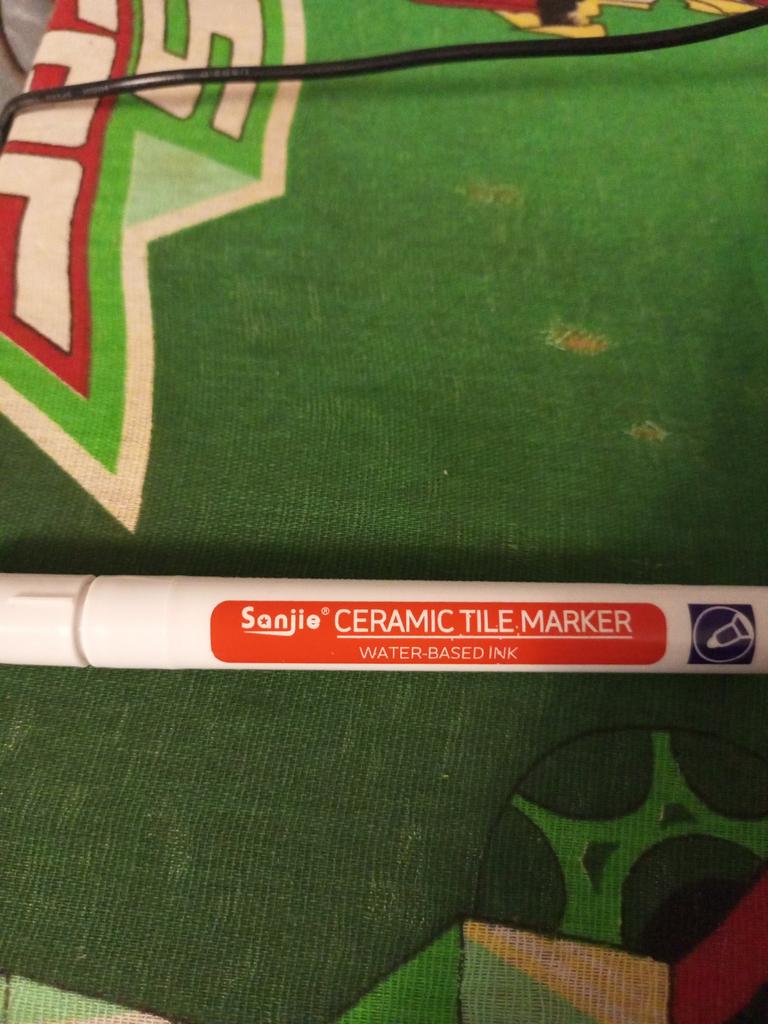 Sanjie® CERAMIC TILE MARKER
WATER-BASED INK